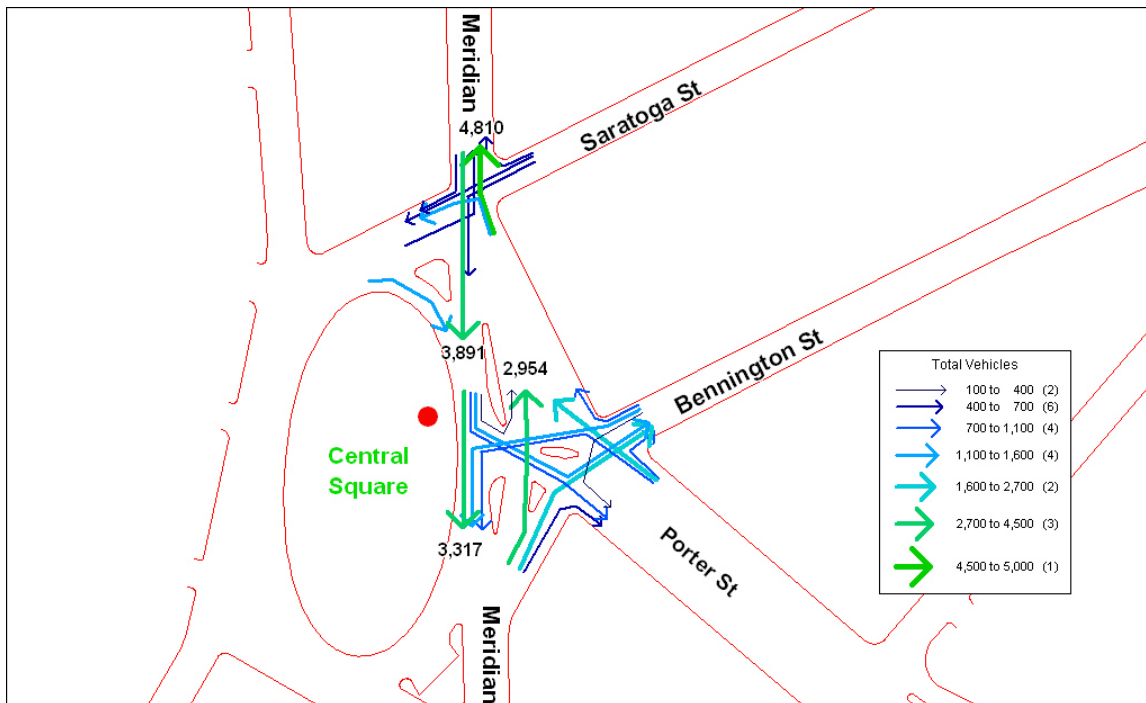 Meridian
Saratoga St
4,810
3,891
2,954
Bennington St
Central
Square
3,317
Porter St
Meridian
Total Vehicles
100 to 400 (2)
400 to 700 (6)
700 to 1,100 (4)
1,100 to 1,600 (4)
1,600 to 2,700 (2)
2,700 to 4,500 (3)
4,500 to 5,000 (1)